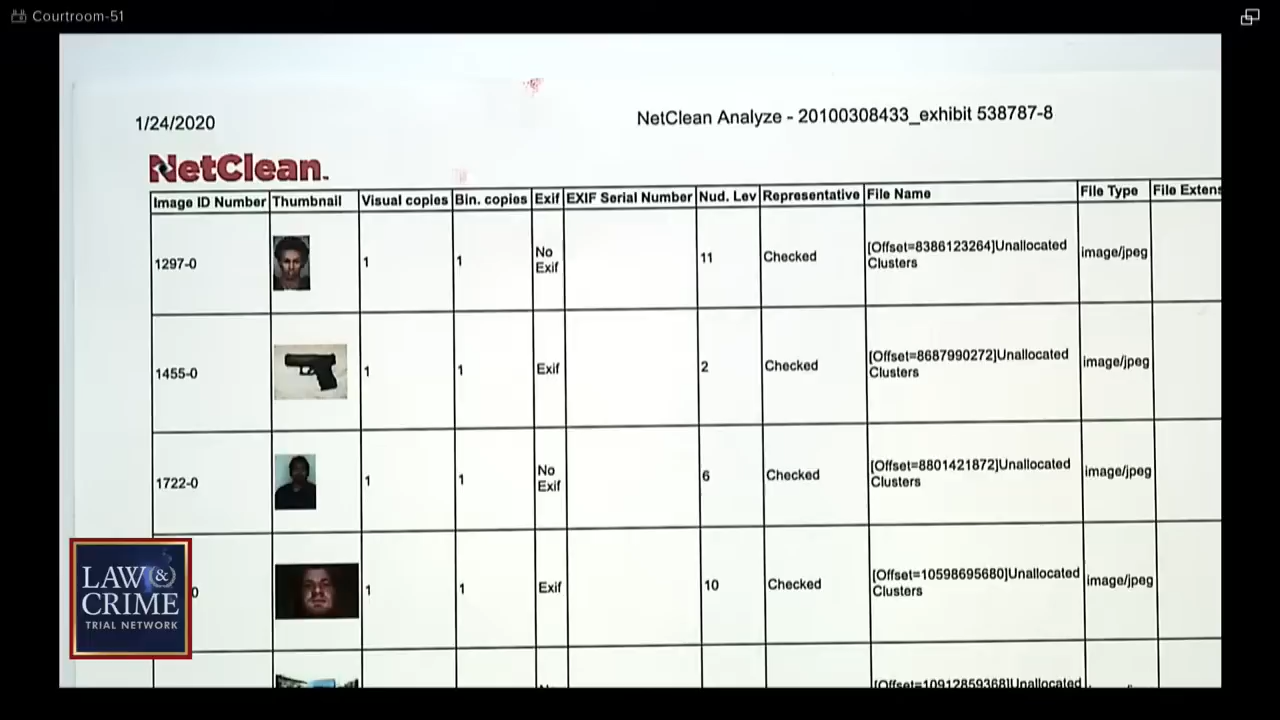 Courtroom-51
1/24/2020
NetClean Analyze - 20100308433_exhibit 538787-8
NetClean.
Image ID Number Thumbnail Visual copies Bin. copies Exif EXIF Serial Number Nud. Lev Representative File Name File Type File Extens
1297-0 1 1 No Exif 11 Checked [Offset=8386123264]Unallocated Clusters image/jpeg
1455-0 1 1 Exif 2 Checked [Offset=8687990272]Unallocated Clusters image/jpeg
1722-0 1 1 No Exif 6 Checked [Offset=8801421872]Unallocated Clusters image/jpeg
0 1 1 Exif 10 Checked [Offset=10598695680]Unallocated Clusters image/jpeg
[Offset=10912859368]Unallocated
LAW &
CRIME
TRIAL NETWORK